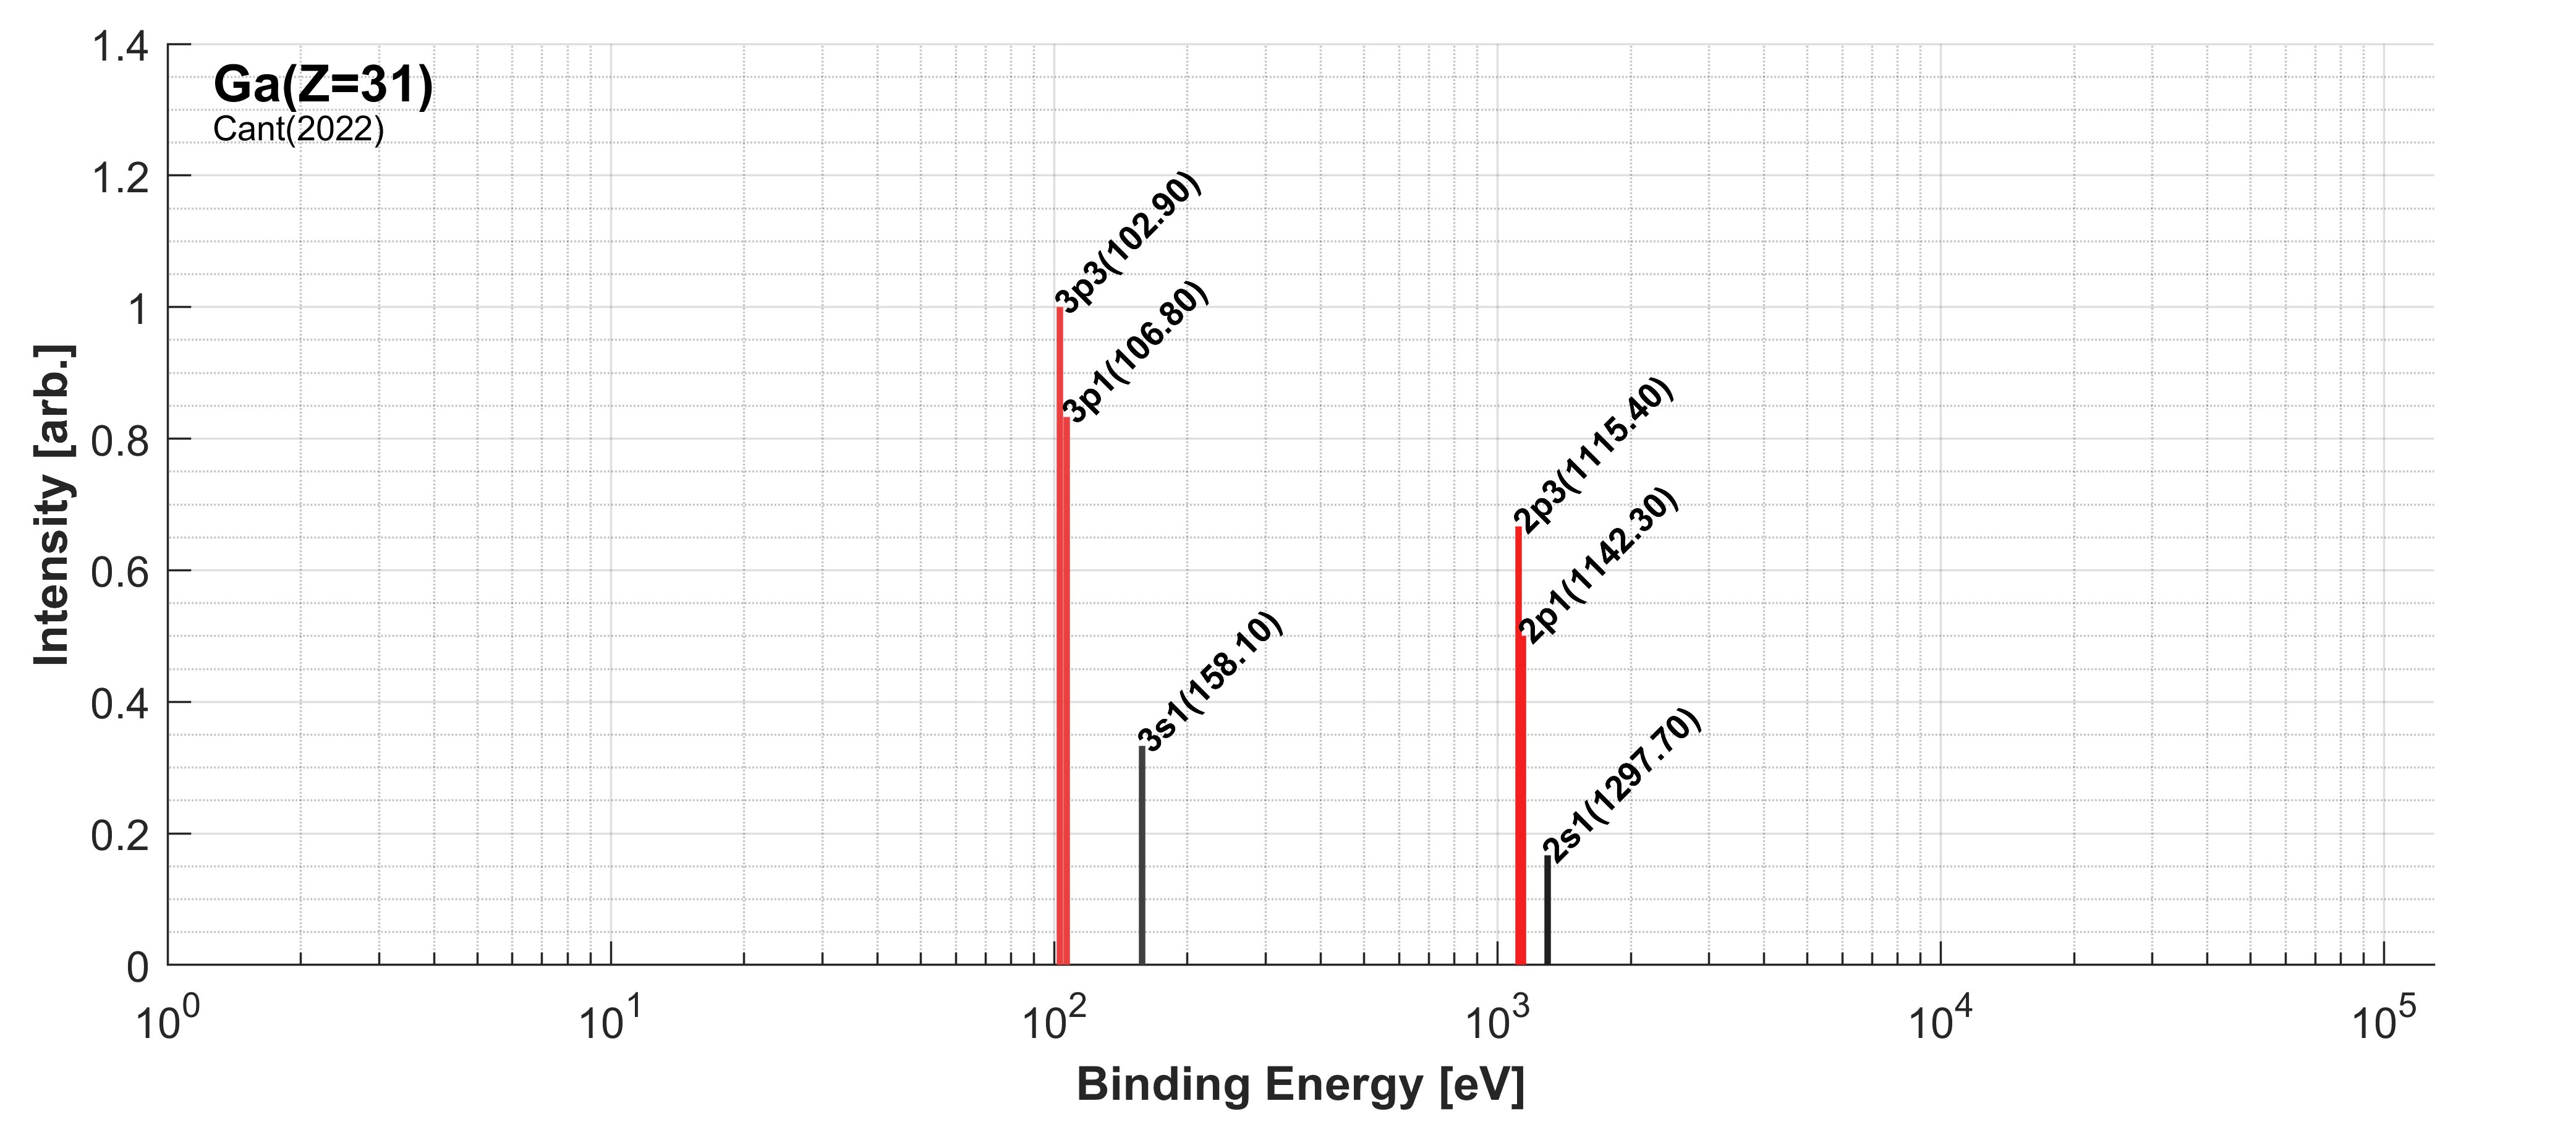 Ga(Z=31)
Cant(2022)
3p3(102.90)
3p1(106.80)
3s1(158.10)
2p3(1115.40)
2p1(1142.30)
2s1(1297.70)
Intensity [arb.]
1.4
1.2
1
0.8
0.6
0.4
0.2
0
10^0
10^1
10^2
10^3
10^4
10^5
Binding Energy [eV]